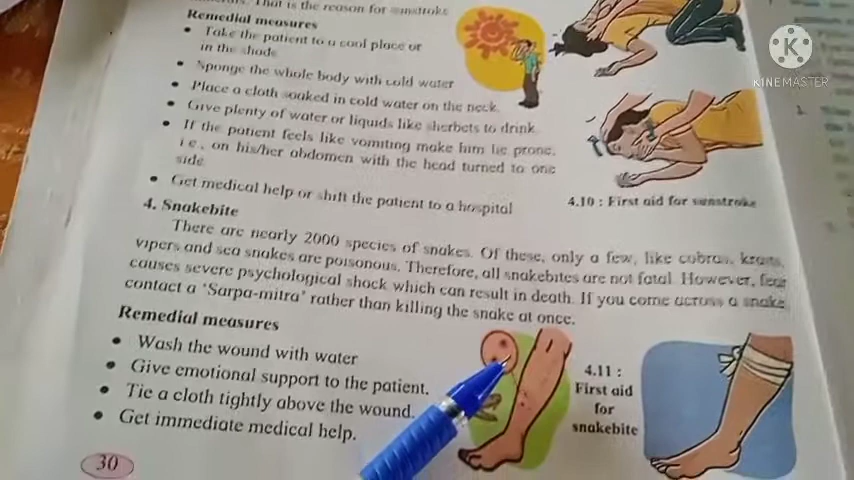 That is the reason for sunstroke
Remedial measures
• Take the patient to a cool place or
in the shade
• Sponge the whole body with cold water
• Place a cloth soaked in cold water on the neck.
• Give plenty of water or liquids like sherbets to drink.
• If the patient feels like vomiting make him lie prone,
i.e., on his/her abdomen with the head turned to one
side
• Get medical help or shift the patient to a hospital
4.10 : First aid for sunstroke
4. Snakebite
There are nearly 2000 species of snakes. Of these, only a few, like cobras, kraits,
vipers and sea snakes are poisonous. Therefore, all snakebites are not fatal. However, fear
causes severe psychological shock which can result in death. If you come across a snake
contact a 'Sarpa-mitra' rather than killing the snake at once.
Remedial measures
• Wash the wound with water
• Give emotional support to the patient.
• Tie a cloth tightly above the wound.
• Get immediate medical help.
4.11 :
First aid
for
snakebite
30
KINEMASTER